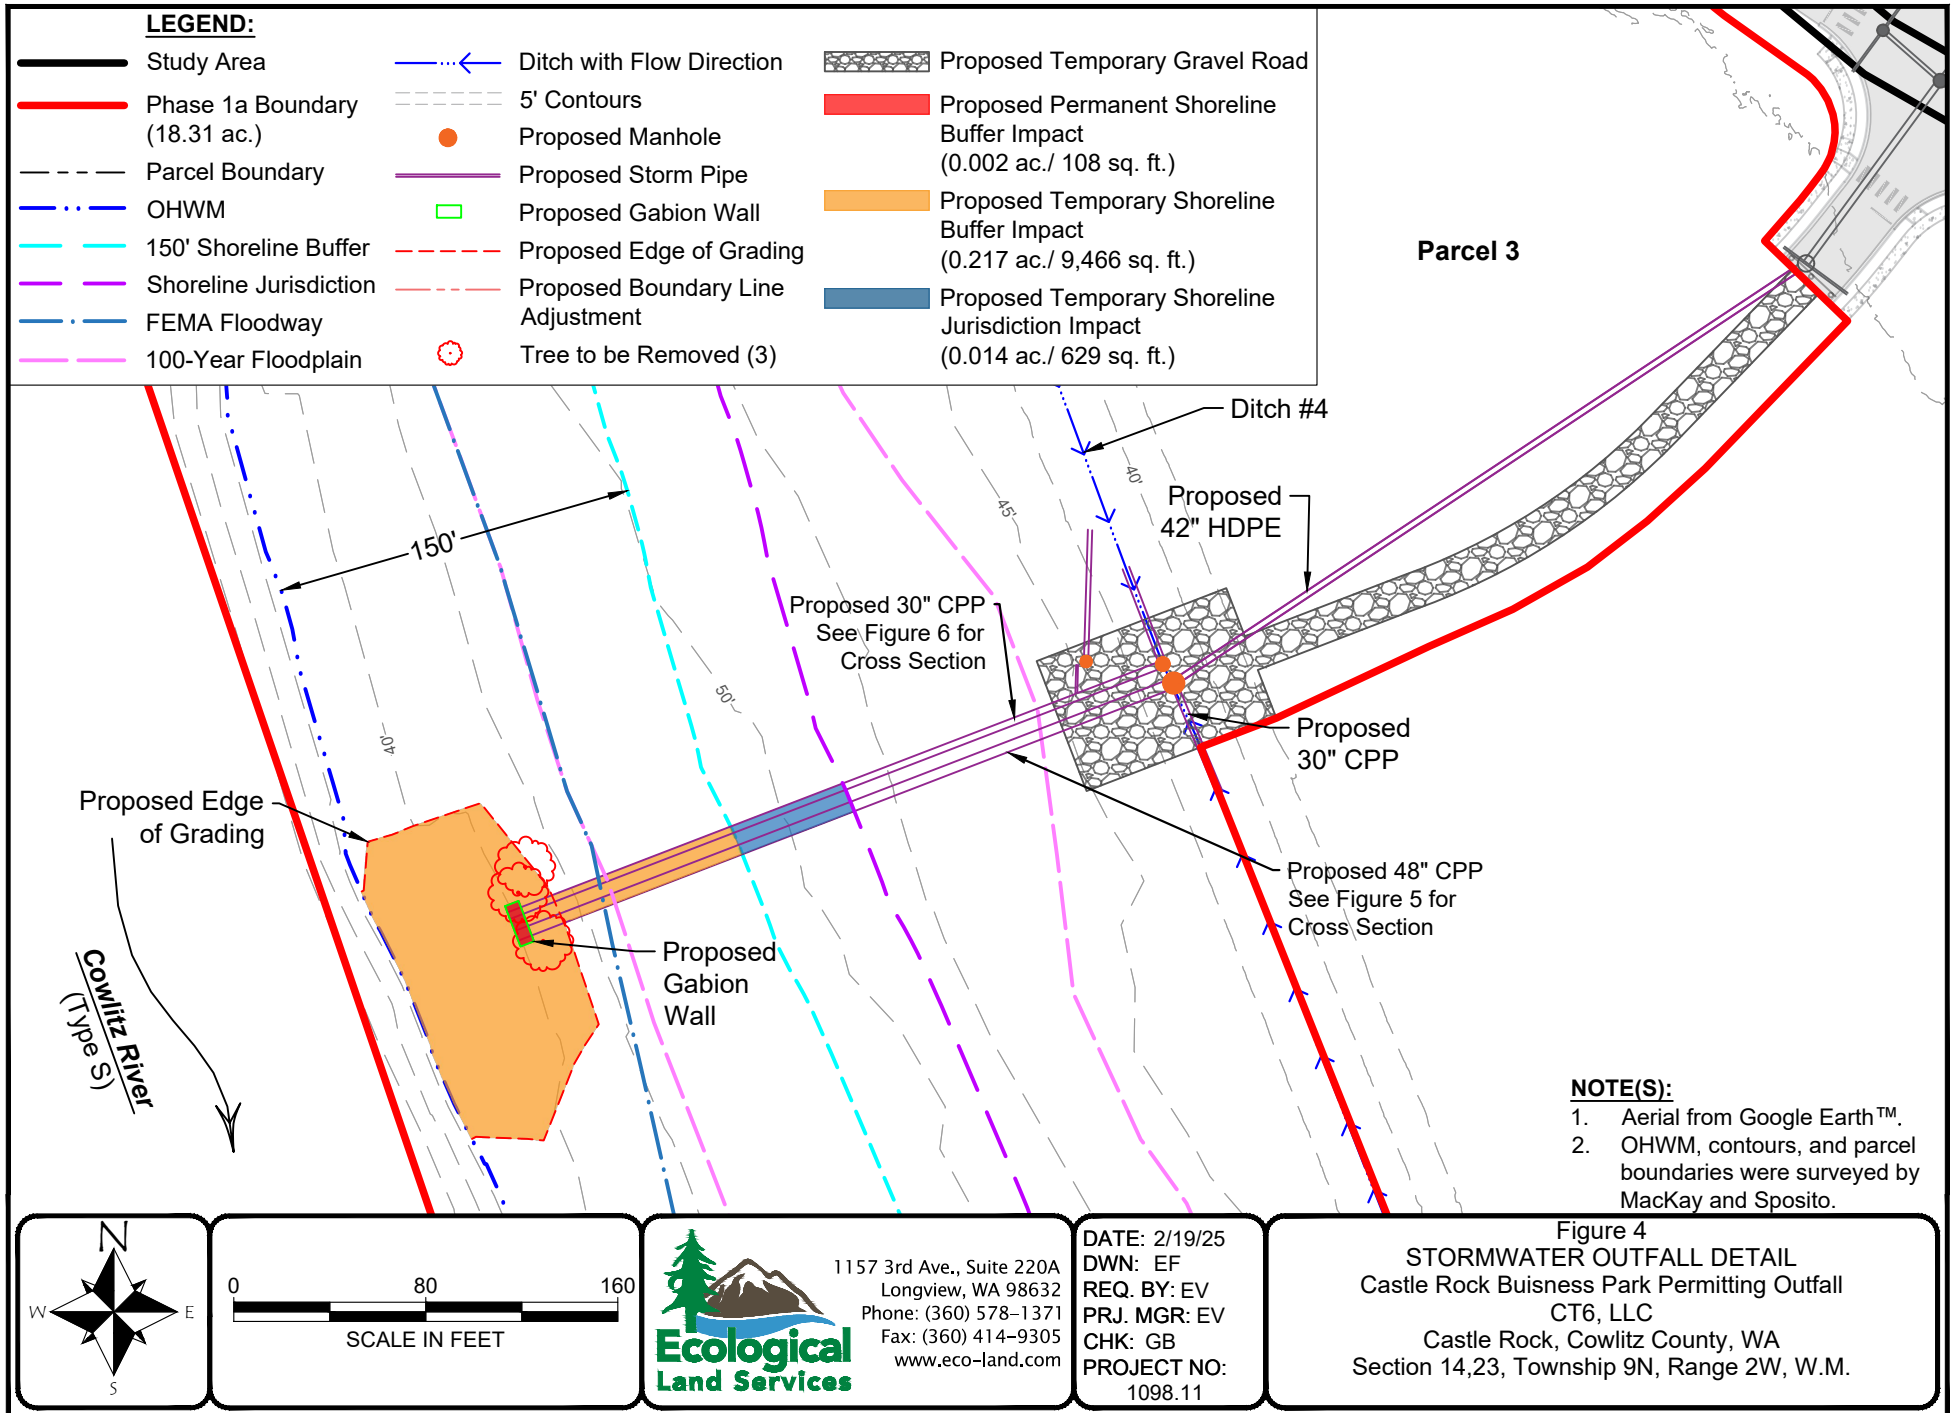 LEGEND:
Study Area
Phase 1a Boundary
(18.31 ac.)
Parcel Boundary
OHWM
150' Shoreline Buffer
Shoreline Jurisdiction
FEMA Floodway
100-Year Floodplain
Ditch with Flow Direction
5' Contours
Proposed Manhole
Proposed Storm Pipe
Proposed Gabion Wall
Proposed Edge of Grading
Proposed Boundary Line
Adjustment
Tree to be Removed (3)
Proposed Temporary Gravel Road
Proposed Permanent Shoreline
Buffer Impact
(0.002 ac./ 108 sq. ft.)
Proposed Temporary Shoreline
Buffer Impact
(0.217 ac./ 9,466 sq. ft.)
Proposed Temporary Shoreline
Jurisdiction Impact
(0.014 ac./ 629 sq. ft.)
Parcel 3
Ditch #4
40'
45'
Proposed
42" HDPE
150'
Proposed 30" CPP
See Figure 6 for
Cross Section
50'
40'
Proposed
30" CPP
Proposed Edge
of Grading
Proposed 48" CPP
See Figure 5 for
Cross Section
Proposed
Gabion
Wall
Cowlitz River
(Type S)
NOTE(S):
1. Aerial from Google Earth™.
2. OHWM, contours, and parcel
boundaries were surveyed by
MacKay and Sposito.
N
W
E
S
0 80 160
SCALE IN FEET
Ecological
Land Services
1157 3rd Ave., Suite 220A
Longview, WA 98632
Phone: (360) 578-1371
Fax: (360) 414-9305
www.eco-land.com
DATE: 2/19/25
DWN: EF
REQ. BY: EV
PRJ. MGR: EV
CHK: GB
PROJECT NO:
1098.11
Figure 4
STORMWATER OUTFALL DETAIL
Castle Rock Buisness Park Permitting Outfall
CT6, LLC
Castle Rock, Cowlitz County, WA
Section 14,23, Township 9N, Range 2W, W.M.